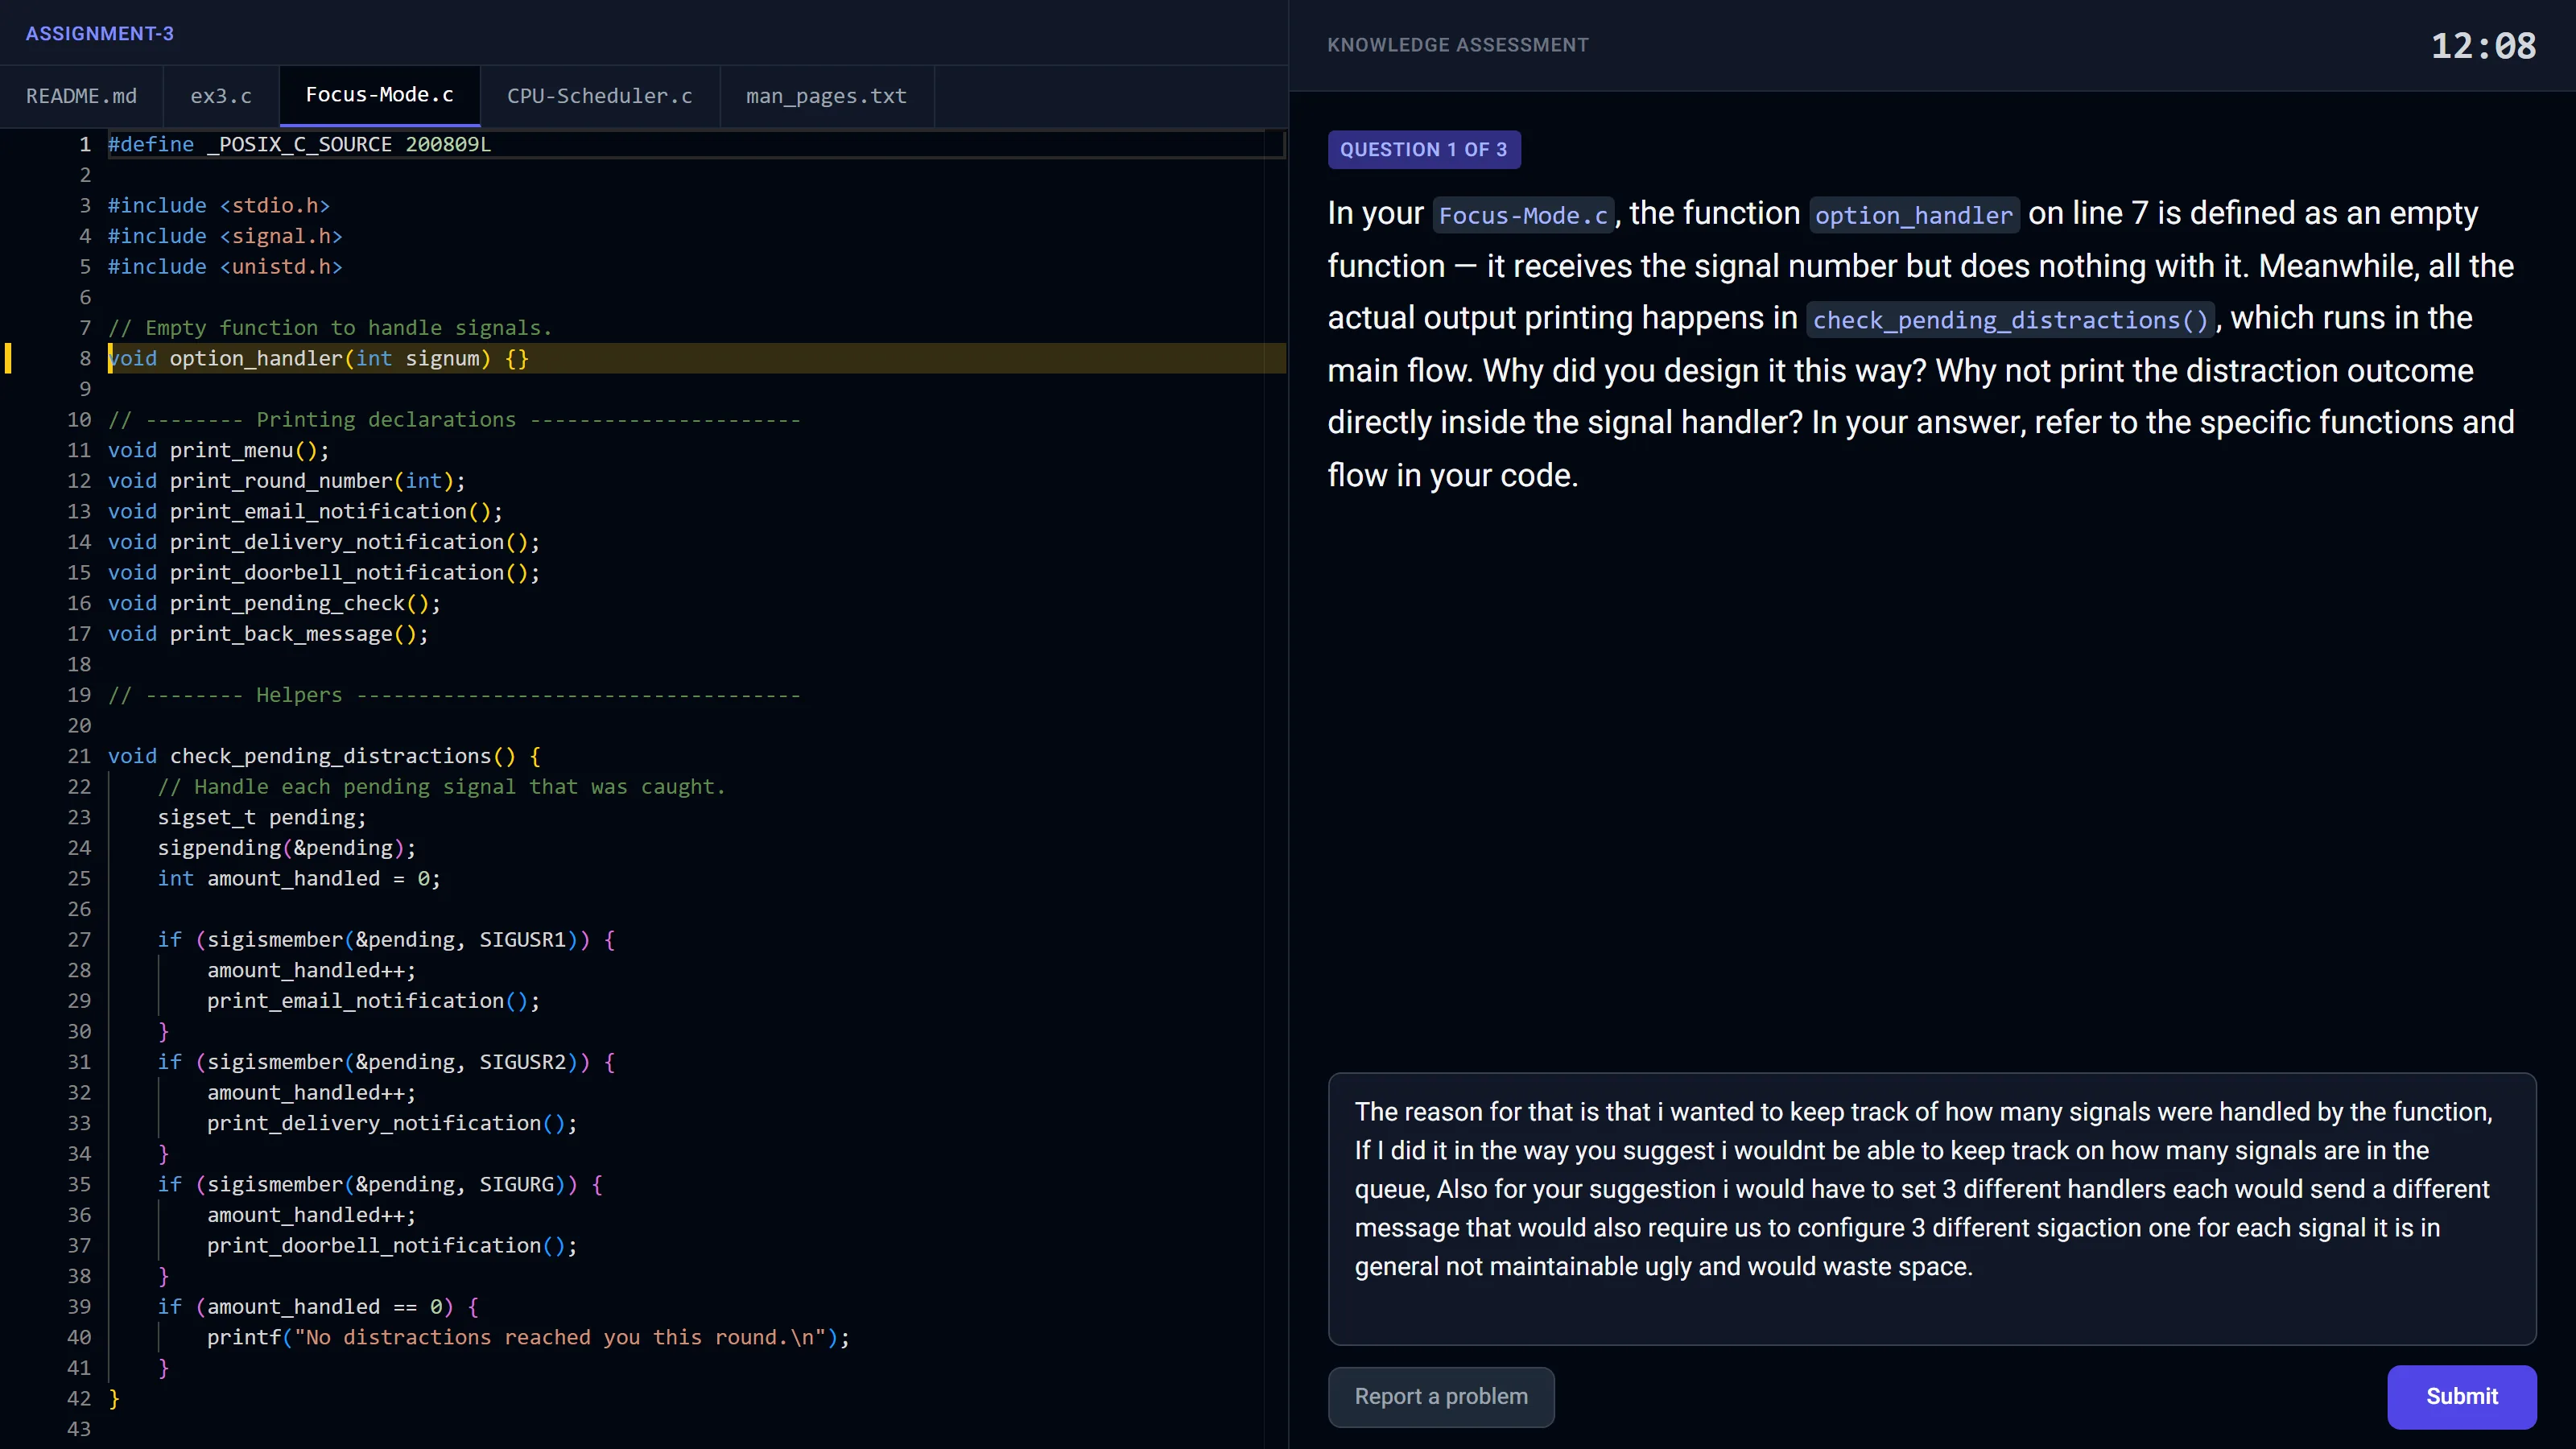 ASSIGNMENT-3
README.md
ex3.c
Focus-Mode.c
CPU-Scheduler.c
man_pages.txt
1 #define _POSIX_C_SOURCE 200809L
2
3 #include <stdio.h>
4 #include <signal.h>
5 #include <unistd.h>
6
7 // Empty function to handle signals.
8 void option_handler(int signum) {}
9
10 // -------- Printing declarations ----------------------
11 void print_menu();
12 void print_round_number(int);
13 void print_email_notification();
14 void print_delivery_notification();
15 void print_doorbell_notification();
16 void print_pending_check();
17 void print_back_message();
18
19 // -------- Helpers ------------------------------------
20
21 void check_pending_distractions() {
22 // Handle each pending signal that was caught.
23 sigset_t pending;
24 sigpending(&pending);
25 int amount_handled = 0;
26
27 if (sigismember(&pending, SIGUSR1)) {
28 amount_handled++;
29 print_email_notification();
30 }
31 if (sigismember(&pending, SIGUSR2)) {
32 amount_handled++;
33 print_delivery_notification();
34 }
35 if (sigismember(&pending, SIGURG)) {
36 amount_handled++;
37 print_doorbell_notification();
38 }
39 if (amount_handled == 0) {
40 printf("No distractions reached you this round.\n");
41 }
42 }
43
KNOWLEDGE ASSESSMENT
12:08
QUESTION 1 OF 3
In your Focus-Mode.c, the function option_handler on line 7 is defined as an empty
function — it receives the signal number but does nothing with it. Meanwhile, all the
actual output printing happens in check_pending_distractions(), which runs in the
main flow. Why did you design it this way? Why not print the distraction outcome
directly inside the signal handler? In your answer, refer to the specific functions and
flow in your code.
The reason for that is that i wanted to keep track of how many signals were handled by the function,
If I did it in the way you suggest i wouldnt be able to keep track on how many signals are in the
queue, Also for your suggestion i would have to set 3 different handlers each would send a different
message that would also require us to configure 3 different sigaction one for each signal it is in
general not maintainable ugly and would waste space.
Report a problem
Submit